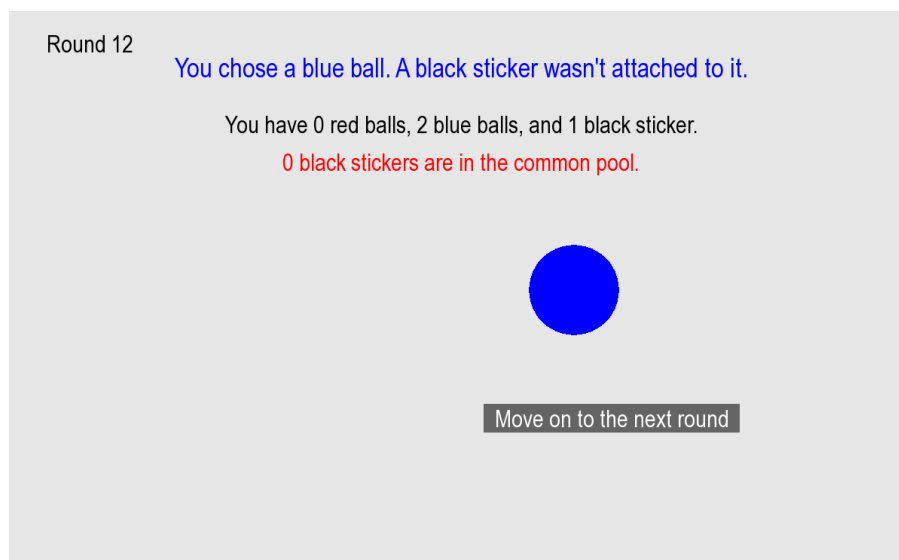 Round 12
You chose a blue ball. A black sticker wasn't attached to it.
You have 0 red balls, 2 blue balls, and 1 black sticker.
0 black stickers are in the common pool.
Move on to the next round